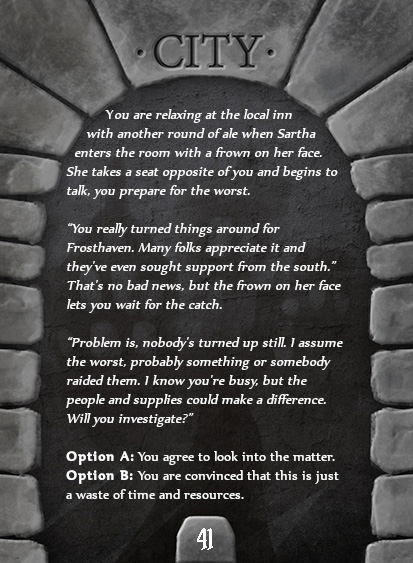 · CITY ·
You are relaxing at the local inn
with another round of ale when Sartha
enters the room with a frown on her face.
She takes a seat opposite of you and begins to
talk, you prepare for the worst.
“You really turned things around for
Frosthaven. Many folks appreciate it and
they've even sought support from the south.”
That's no bad news, but the frown on her face
lets you wait for the catch.
“Problem is, nobody's turned up still. I assume
the worst, probably something or somebody
raided them. I know you're busy, but the
people and supplies could make a difference.
Will you investigate?”
Option A: You agree to look into the matter.
Option B: You are convinced that this is just
a waste of time and resources.
41